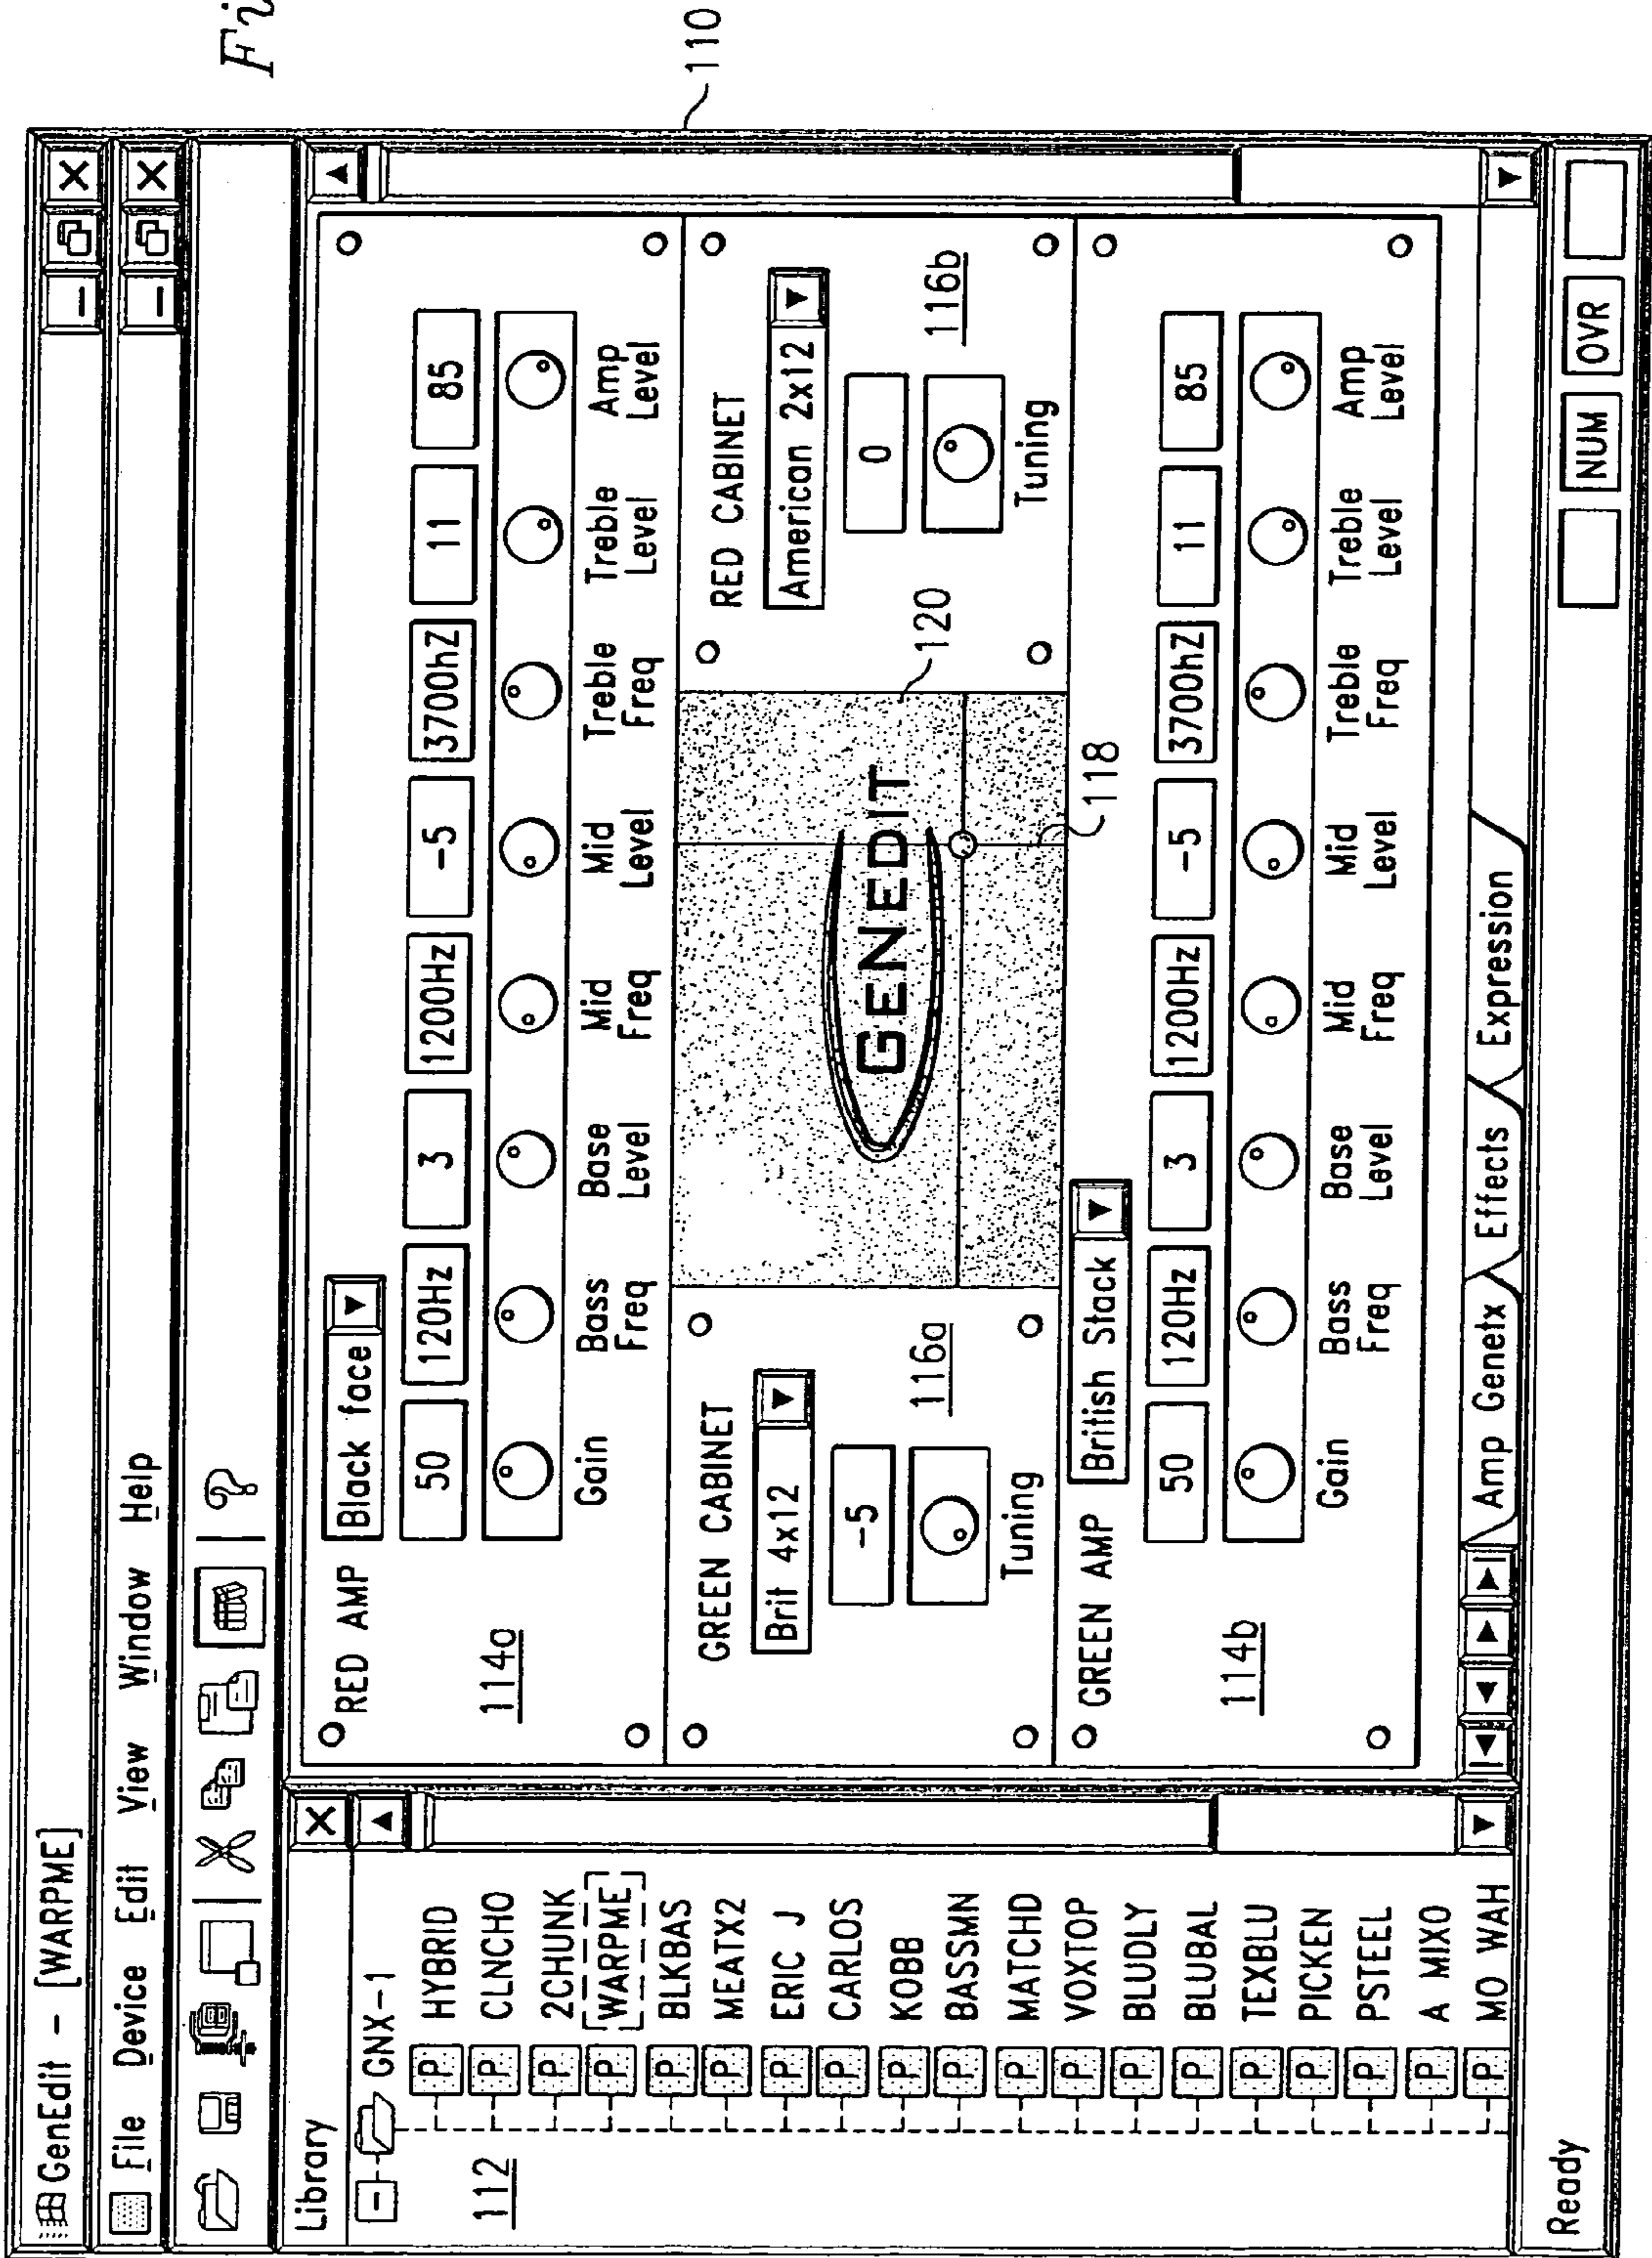 Fi
110
GenEdit - [WARPME]
File Device Edit View Window Help
?
Library
GNX-1
112
P HYBRID
P CLNCHO
P 2CHUNK
P [WARPME]
P BLKBAS
P MEATX2
P ERIC J
P CARLOS
P KOBB
P BASSMN
P MATCHD
P VOXTOP
P BLUDLY
P BLUBAL
P TEXBLU
P PICKEN
P PSTEEL
P A MIXO
P MO WAH
RED AMP Black face
114a
50 120Hz 3 1200Hz -5 3700hZ 11 85
Gain Bass Freq Base Level Mid Freq Mid Level Treble Freq Treble Level Amp Level
GREEN CABINET
Brit 4x12
-5
116a
Tuning
GENEDIT
120
118
RED CABINET
American 2x12
0
116b
Tuning
GREEN AMP British Stack
114b
50 120Hz 3 1200Hz -5 3700hZ 11 85
Gain Bass Freq Base Level Mid Freq Mid Level Treble Freq Treble Level Amp Level
Amp Genetx Effects Expression
Ready
NUM OVR